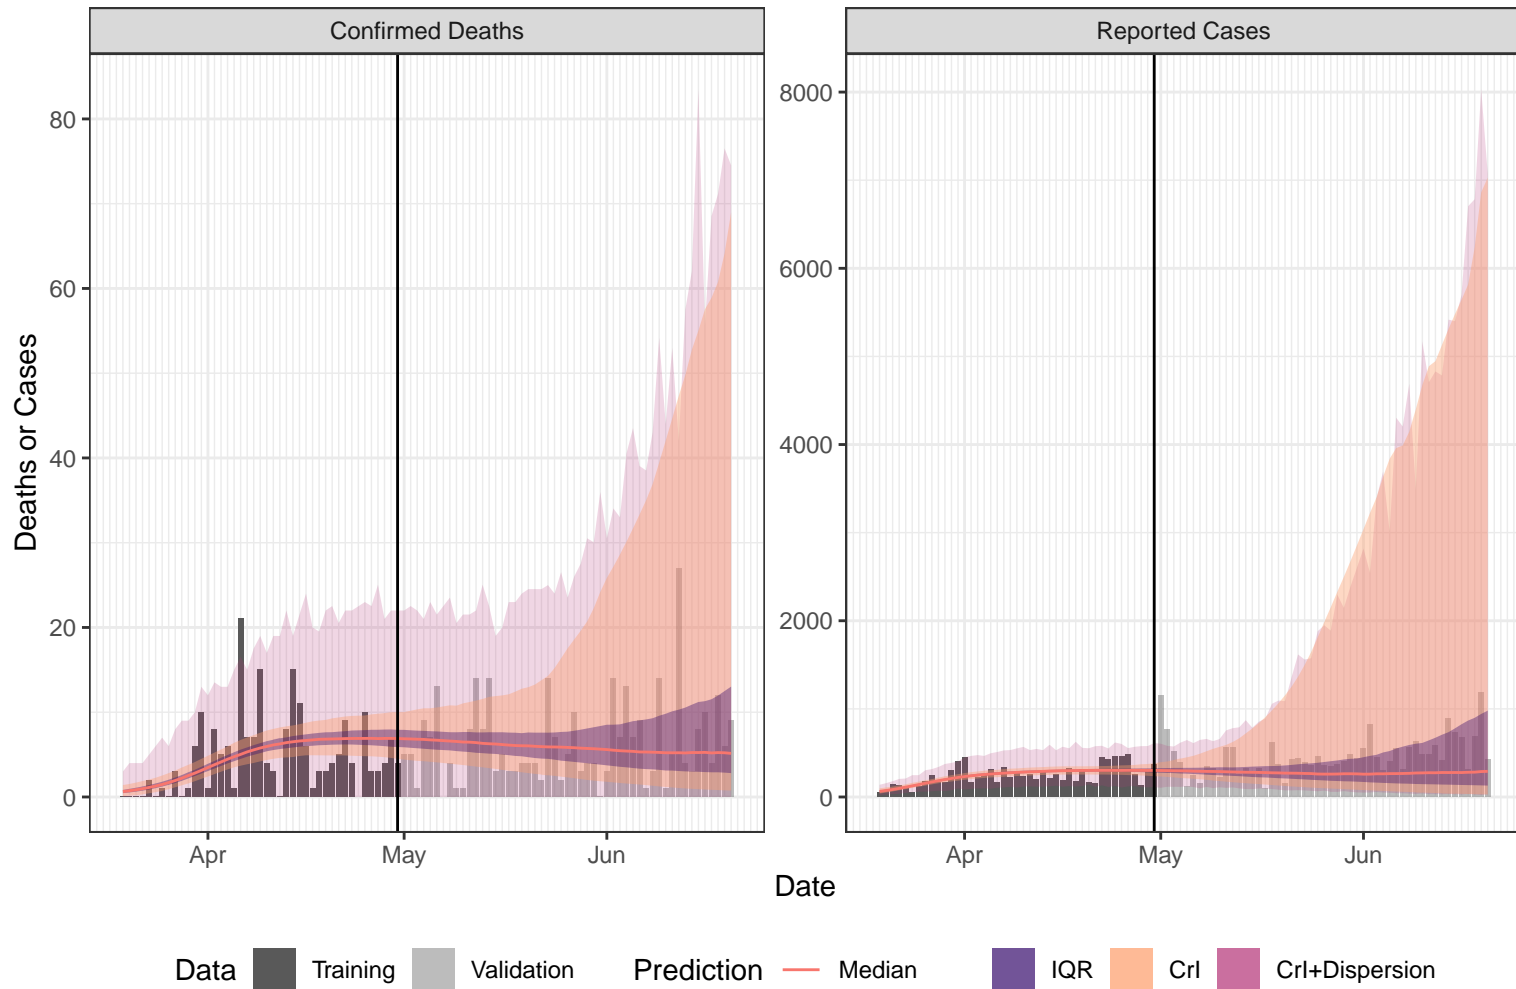 Confirmed Deaths
Reported Cases
Deaths or Cases
80
60
40
20
0
8000
6000
4000
2000
0
Apr
May
Jun
Apr
May
Jun
Date
Data Training Validation Prediction Median IQR CrI CrI+Dispersion